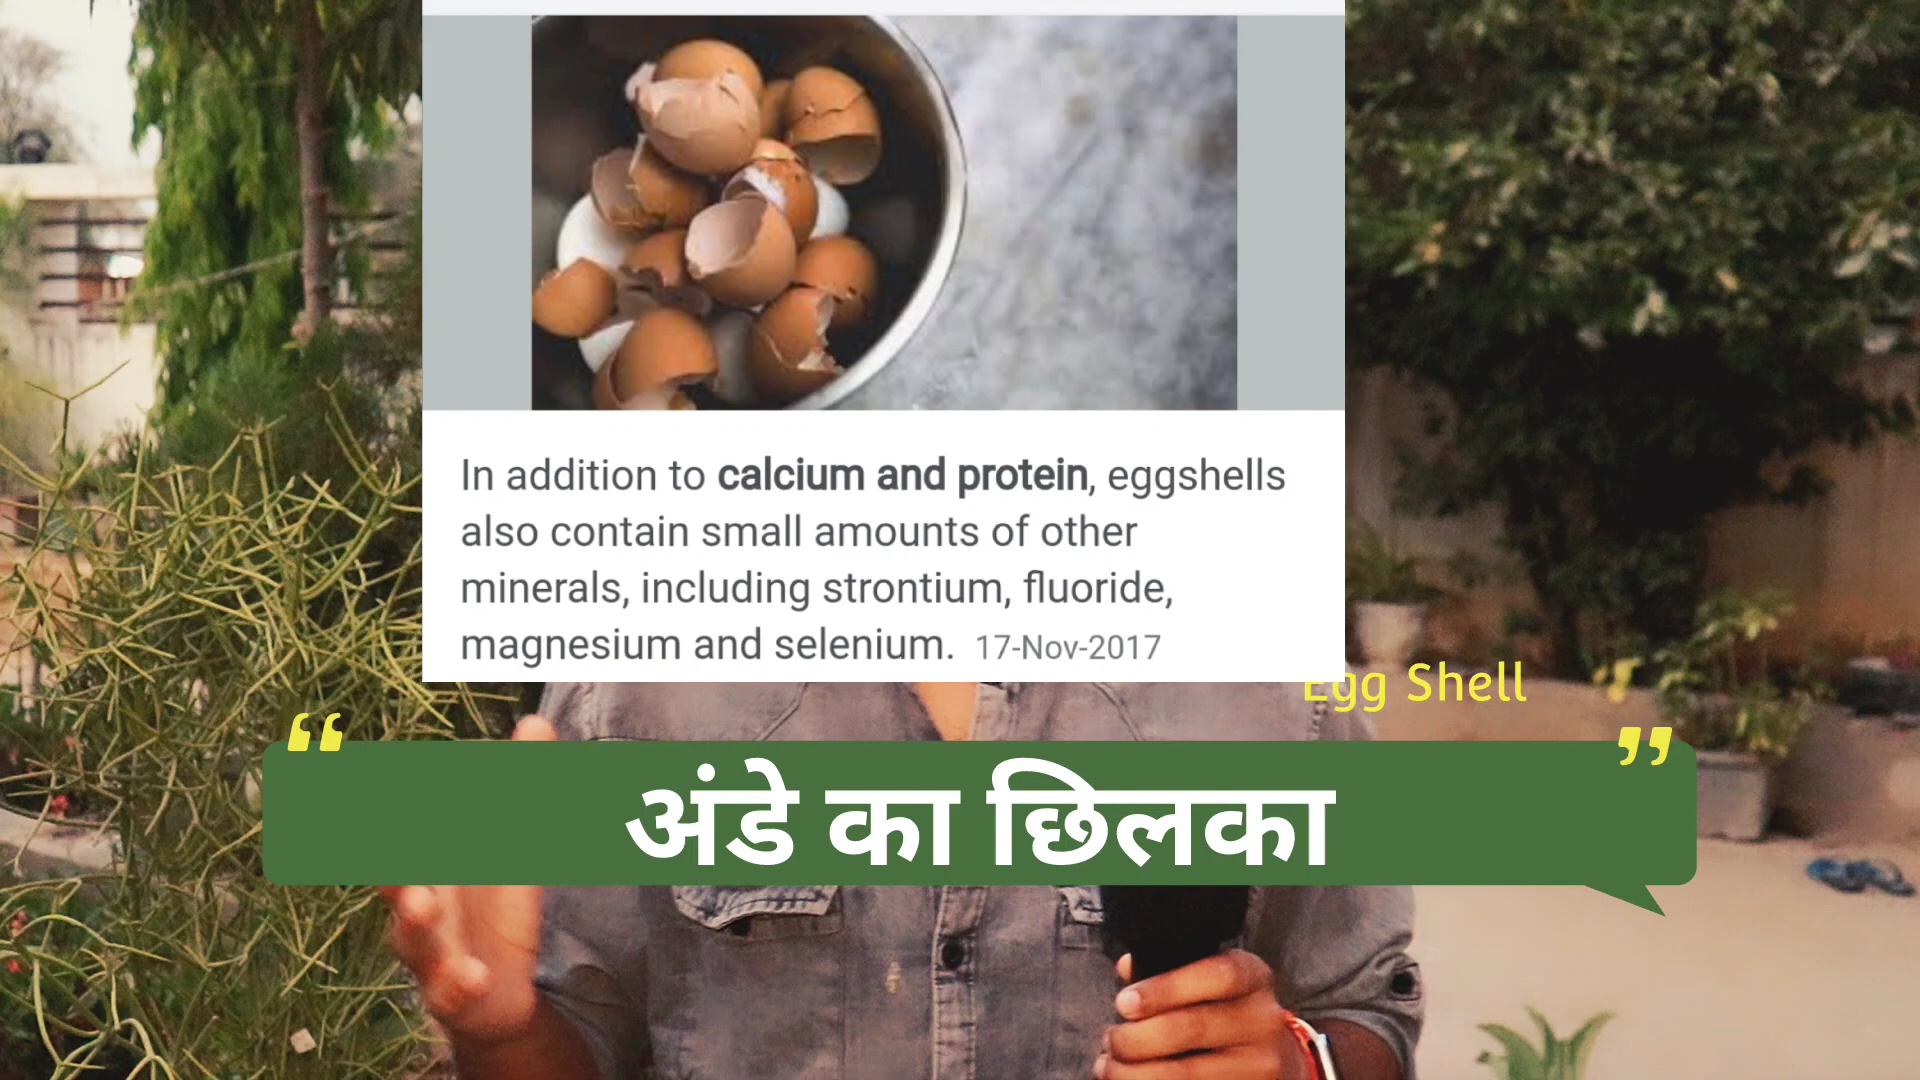 In addition to calcium and protein, eggshells
also contain small amounts of other
minerals, including strontium, fluoride,
magnesium and selenium. 17-Nov-2017
Egg Shell
“
”
अंडे का छिलका